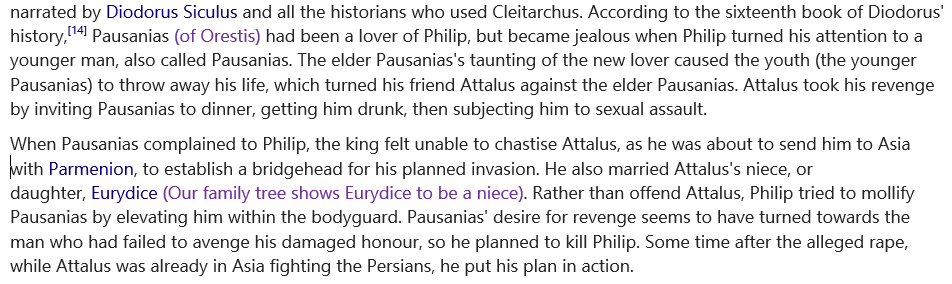 narrated by Diodorus Siculus and all the historians who used Cleitarchus. According to the sixteenth book of Diodorus'
history,[14] Pausanias (of Orestis) had been a lover of Philip, but became jealous when Philip turned his attention to a
younger man, also called Pausanias. The elder Pausanias's taunting of the new lover caused the youth (the younger
Pausanias) to throw away his life, which turned his friend Attalus against the elder Pausanias. Attalus took his revenge
by inviting Pausanias to dinner, getting him drunk, then subjecting him to sexual assault.
When Pausanias complained to Philip, the king felt unable to chastise Attalus, as he was about to send him to Asia
with Parmenion, to establish a bridgehead for his planned invasion. He also married Attalus's niece, or
daughter, Eurydice (Our family tree shows Eurydice to be a niece). Rather than offend Attalus, Philip tried to mollify
Pausanias by elevating him within the bodyguard. Pausanias' desire for revenge seems to have turned towards the
man who had failed to avenge his damaged honour, so he planned to kill Philip. Some time after the alleged rape,
while Attalus was already in Asia fighting the Persians, he put his plan in action.